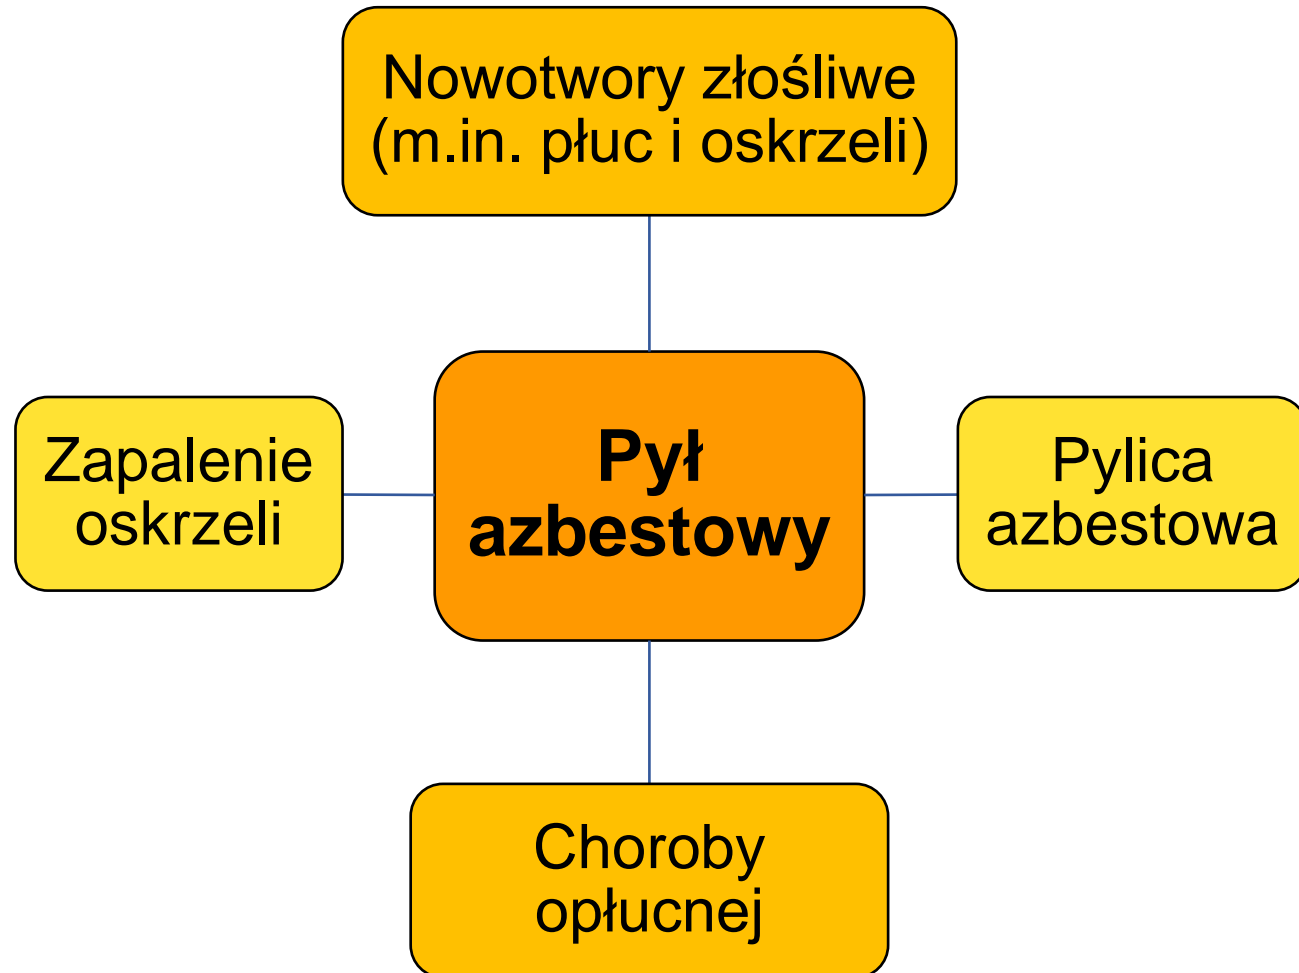 Nowotwory złośliwe
(m.in. płuc i oskrzeli)
Zapalenie
oskrzeli
Pył
azbestowy
Pylica
azbestowa
Choroby
opłucnej